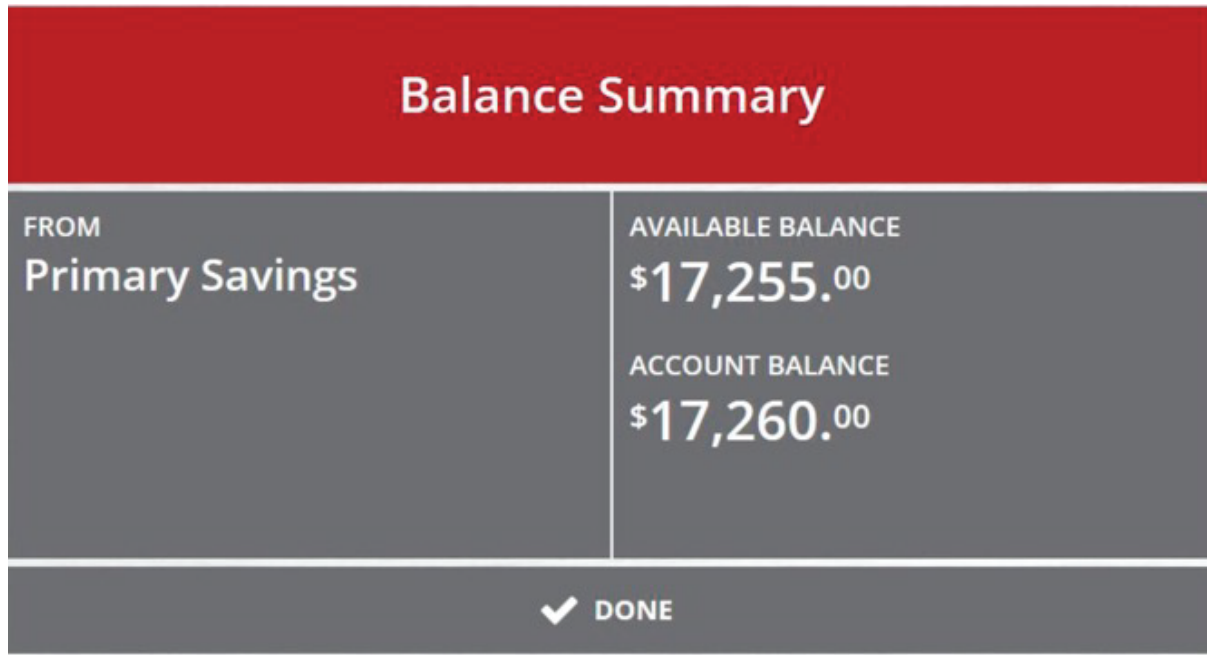 Balance Summary
FROM
Primary Savings
AVAILABLE BALANCE
$17,255.00
ACCOUNT BALANCE
$17,260.00
DONE